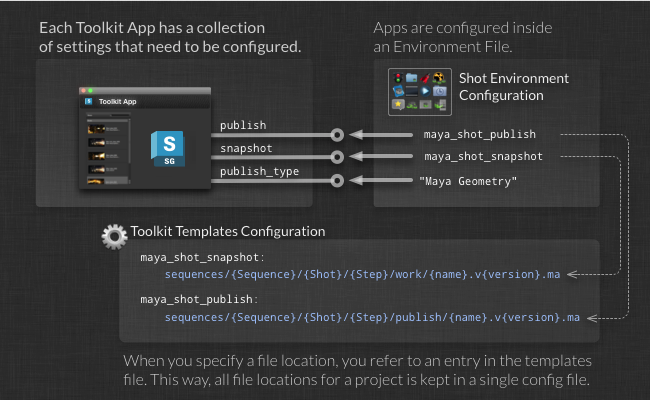 Each Toolkit App has a collection
of settings that need to be configured.
Apps are configured inside
an Environment File.
Toolkit App
S
SG
publish
snapshot
publish_type
Shot Environment
Configuration
maya_shot_publish
maya_shot_snapshot
"Maya Geometry"
Toolkit Templates Configuration
maya_shot_snapshot:
sequences/{Sequence}/{Shot}/{Step}/work/{name}.v{version}.ma
maya_shot_publish:
sequences/{Sequence}/{Shot}/{Step}/publish/{name}.v{version}.ma
When you specify a file location, you refer to an entry in the templates
file. This way, all file locations for a project is kept in a single config file.